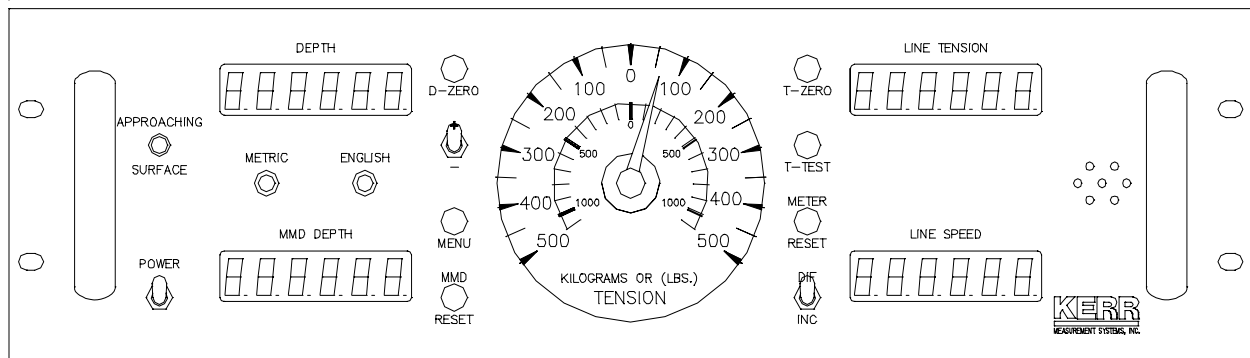 DEPTH
APPROACHING
SURFACE
METRIC
ENGLISH
MMD DEPTH
POWER
D-ZERO
+
-
MENU
MMD
RESET
0
100
100
200
200
300
300
400
400
500
500
0
500
500
1000
1000
KILOGRAMS OR (LBS.)
TENSION
T-ZERO
T-TEST
METER
RESET
DIF
INC
LINE TENSION
LINE SPEED
KERR
MEASUREMENT SYSTEMS, INC.